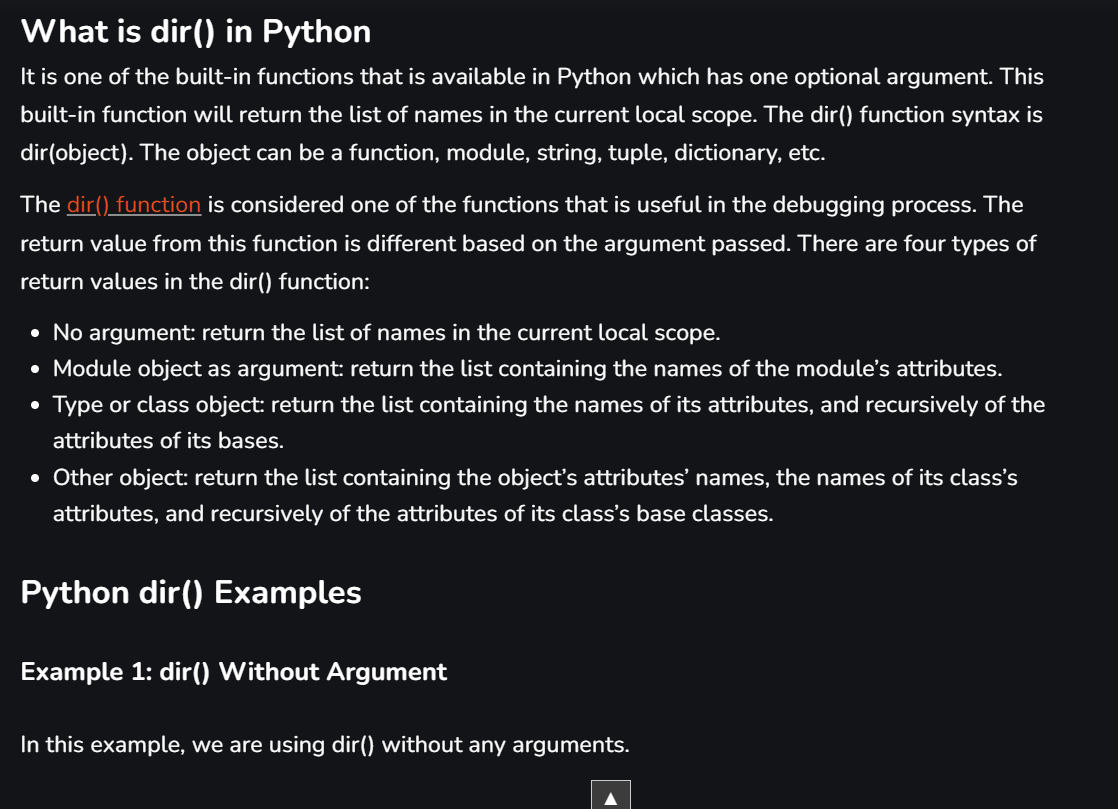 What is dir() in Python
It is one of the built-in functions that is available in Python which has one optional argument. This
built-in function will return the list of names in the current local scope. The dir() function syntax is
dir(object). The object can be a function, module, string, tuple, dictionary, etc.
The dir() function is considered one of the functions that is useful in the debugging process. The
return value from this function is different based on the argument passed. There are four types of
return values in the dir() function:
• No argument: return the list of names in the current local scope.
• Module object as argument: return the list containing the names of the module’s attributes.
• Type or class object: return the list containing the names of its attributes, and recursively of the
attributes of its bases.
• Other object: return the list containing the object’s attributes’ names, the names of its class’s
attributes, and recursively of the attributes of its class’s base classes.
Python dir() Examples
Example 1: dir() Without Argument
In this example, we are using dir() without any arguments.